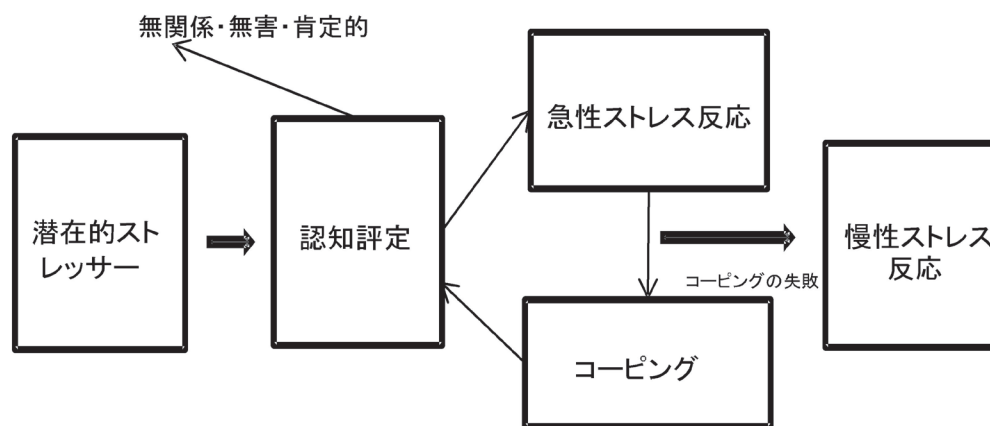 無関係・無害・肯定的
潜在的スト
レッサー
認知評定
急性ストレス反応
コーピング
コーピングの失敗
慢性ストレス
反応